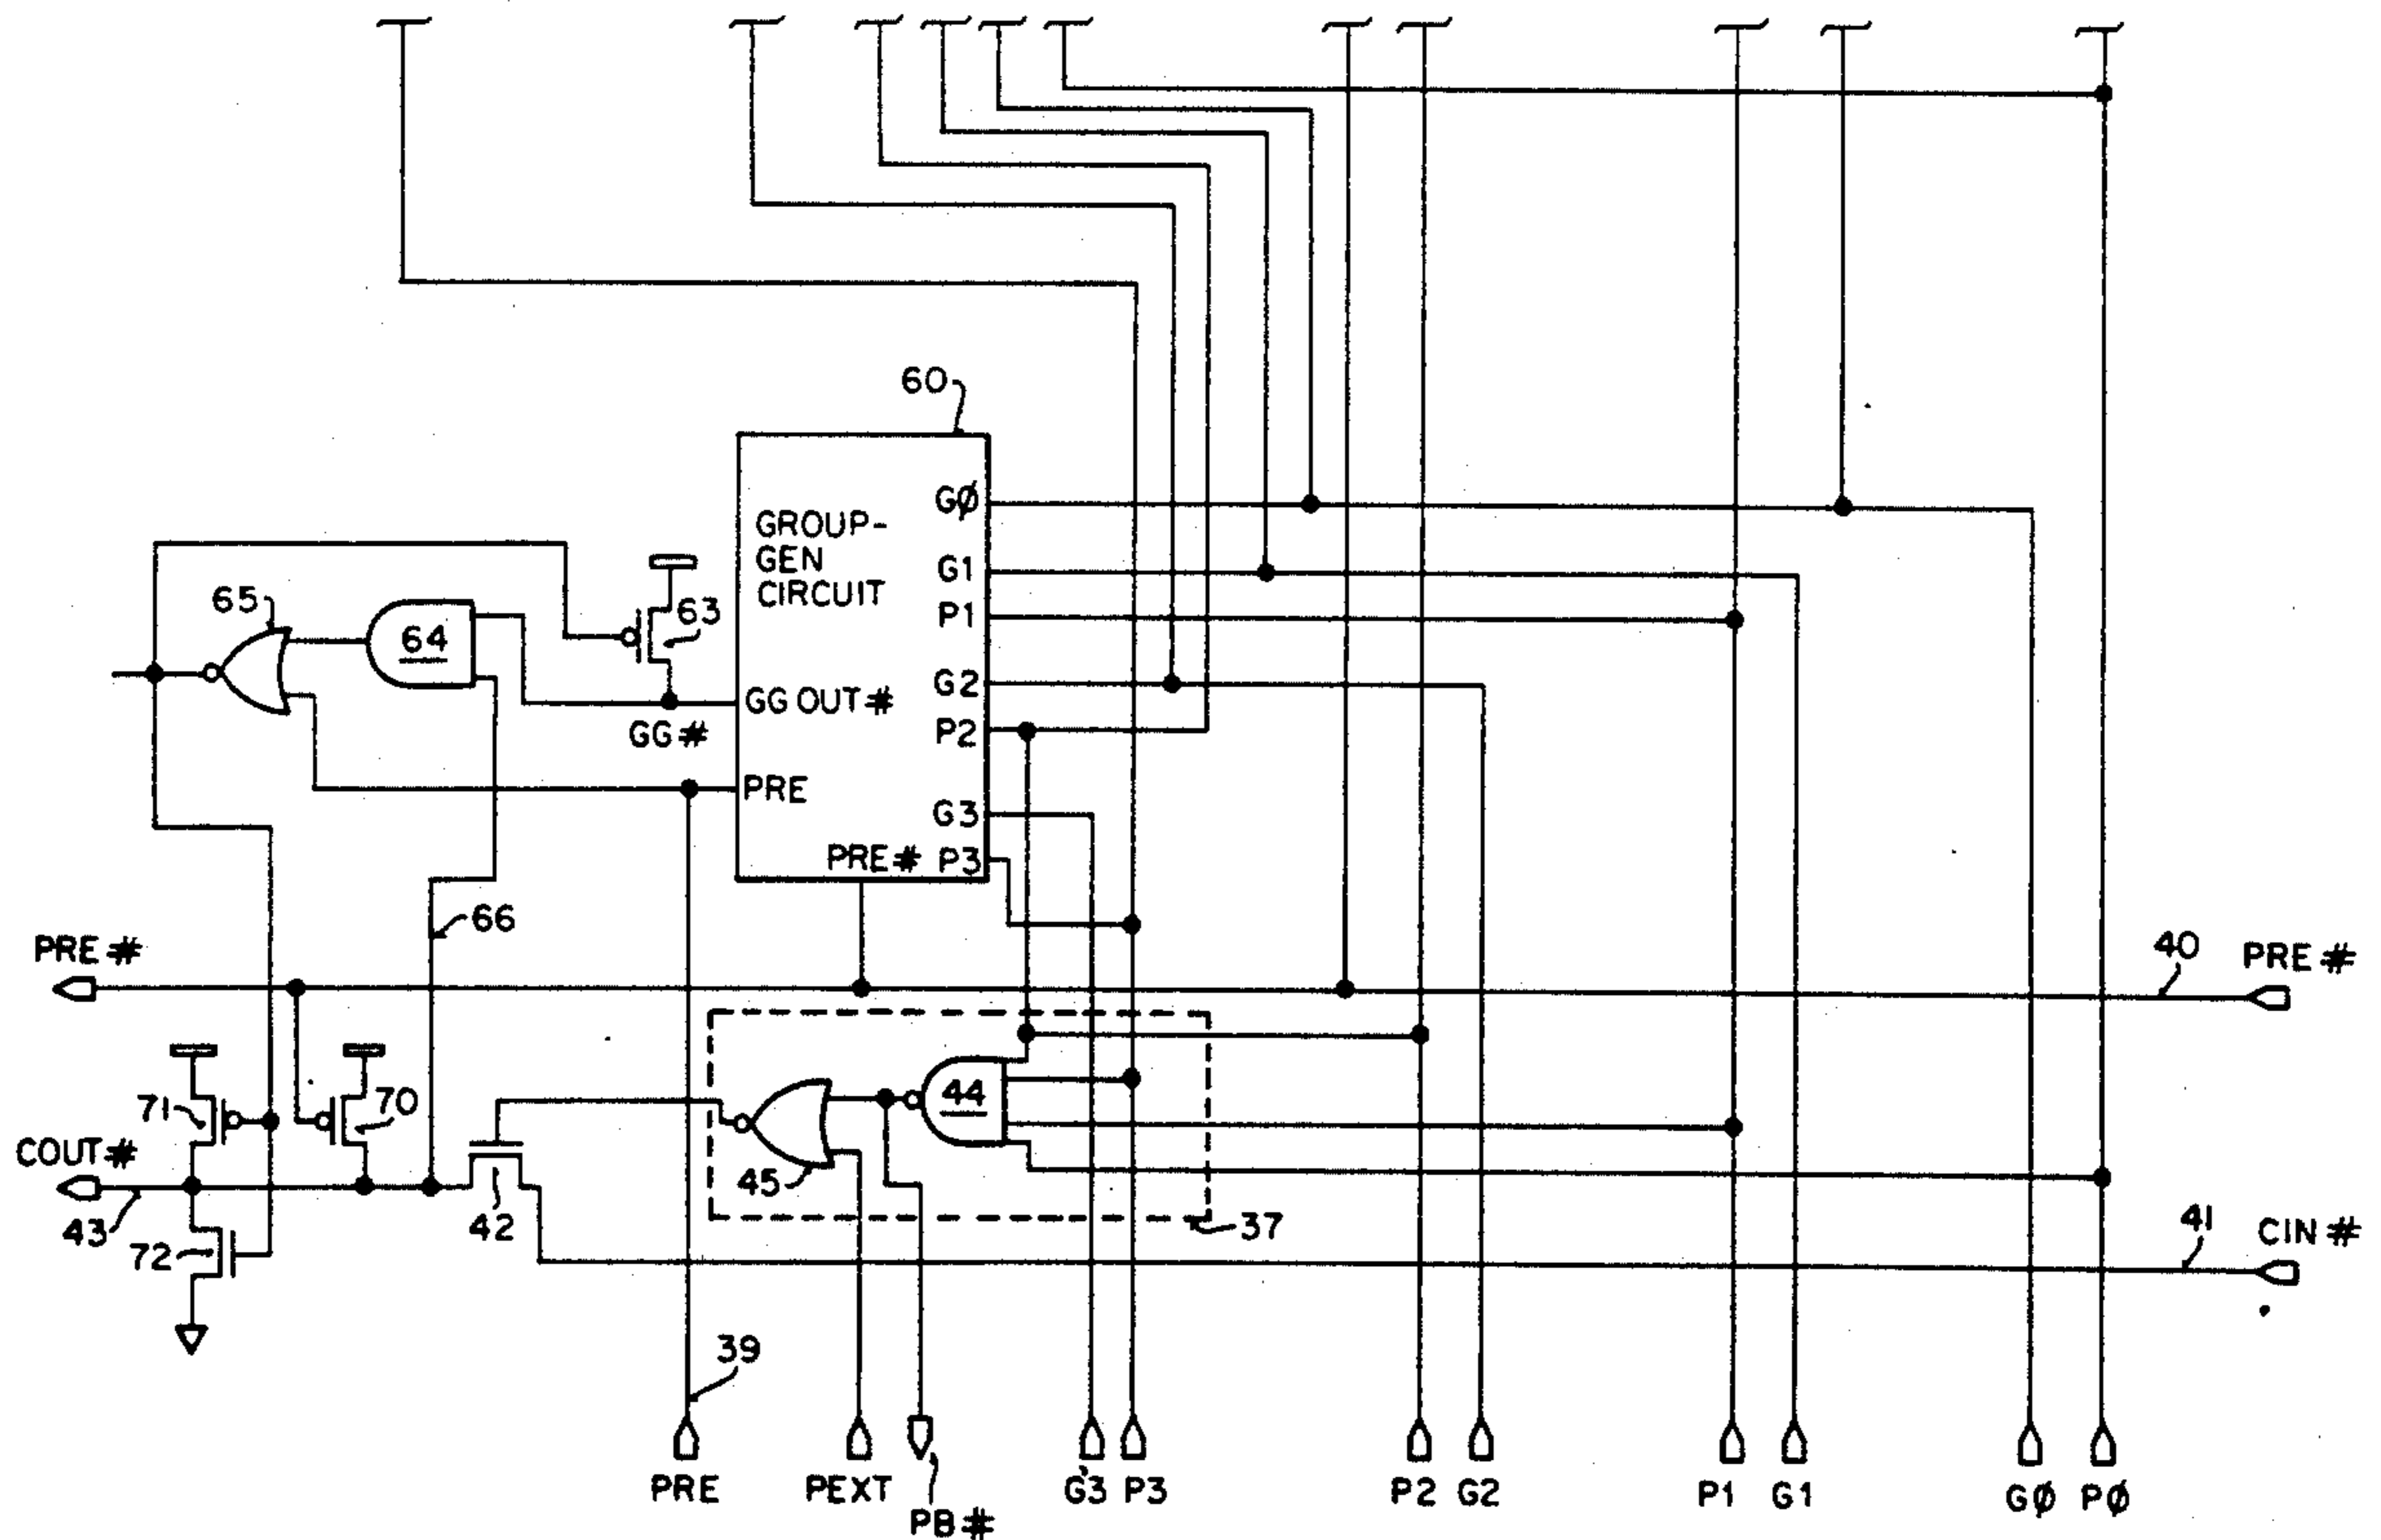 60
GØ
GROUP-
GEN
CIRCUIT
G1
P1
65
64
63
G2
GG OUT#
P2
GG#
PRE
G3
PRE# P3
66
PRE#
40
PRE#
71
70
44
COUT#
45
43
42
37
41
CIN#
72
39
PRE
PEXT
PB#
G3
P3
P2
G2
P1
G1
GØ
PØ